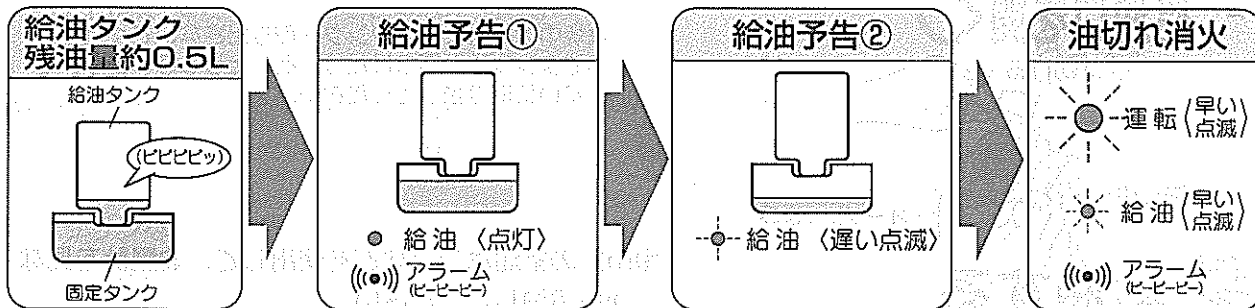 給油タンク
残油量約0.5L
給油タンク
(ピピピピッ)
固定タンク
給油予告①
給油〈点灯〉
アラーム
(ピーピーピー)
給油予告②
給油〈遅い点滅〉
油切れ消火
運転〈早い
点滅〉
給油〈早い
点滅〉
アラーム
(ピーピーピー)